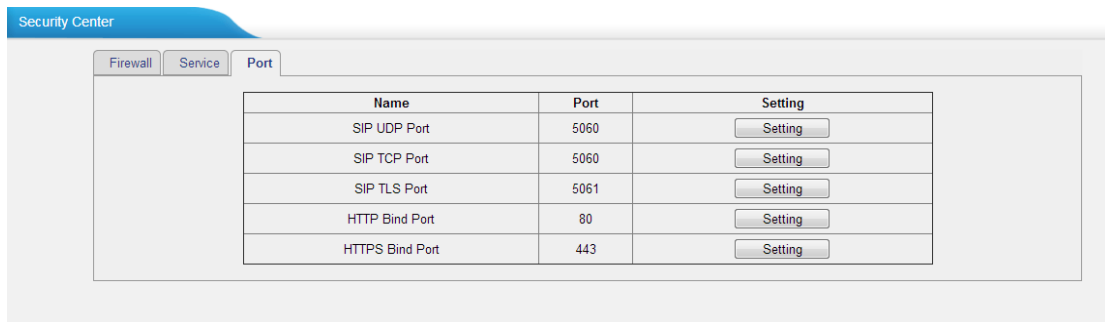 Security Center
Firewall Service Port
Name Port Setting
SIP UDP Port 5060 Setting
SIP TCP Port 5060 Setting
SIP TLS Port 5061 Setting
HTTP Bind Port 80 Setting
HTTPS Bind Port 443 Setting